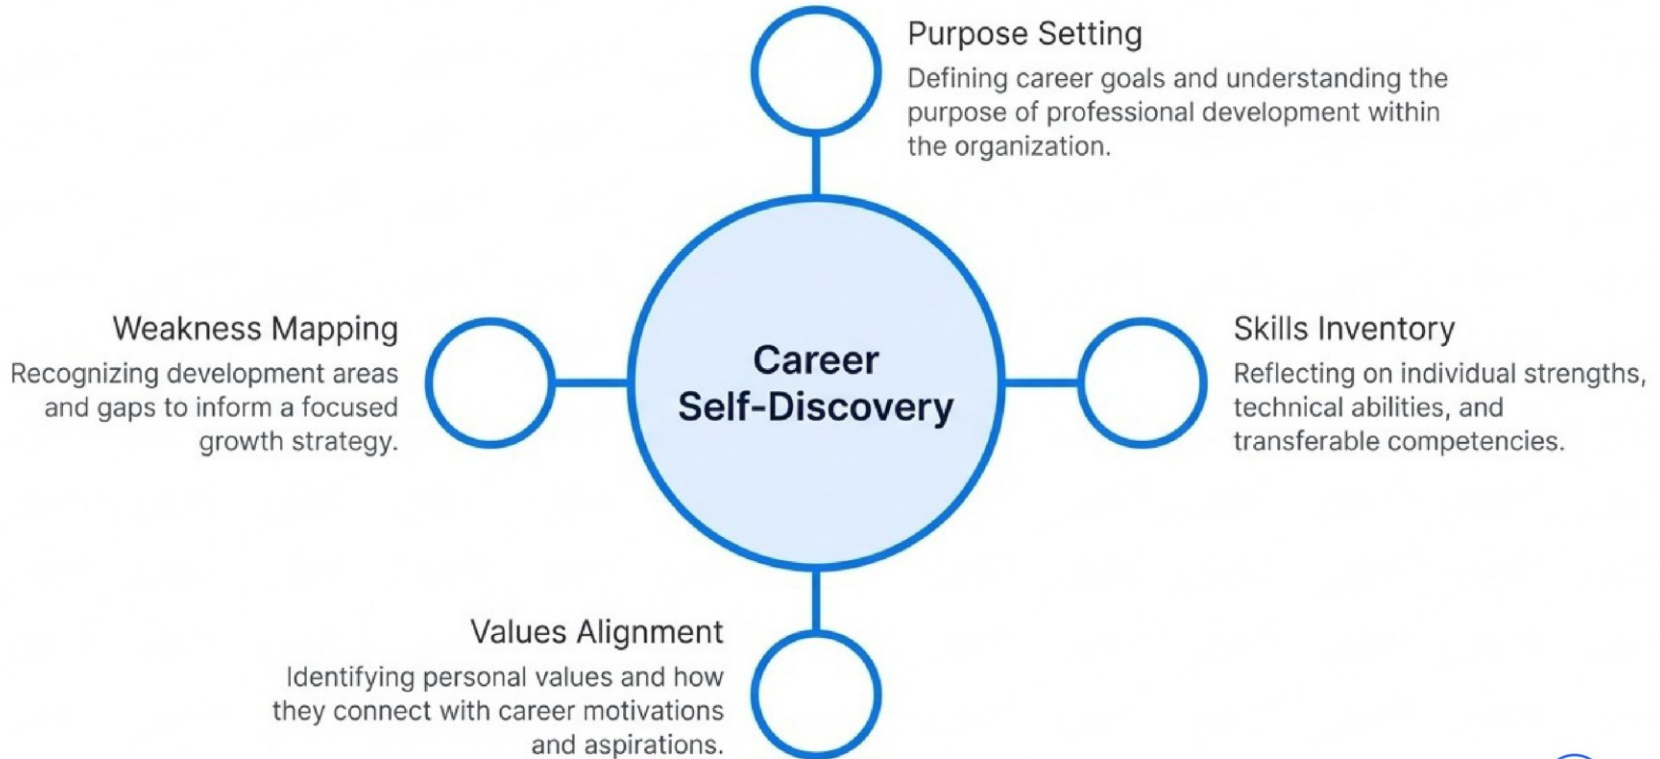 Purpose Setting
Defining career goals and understanding the
purpose of professional development within
the organization.
Weakness Mapping
Recognizing development areas
and gaps to inform a focused
growth strategy.
Career
Self-Discovery
Skills Inventory
Reflecting on individual strengths,
technical abilities, and
transferable competencies.
Values Alignment
Identifying personal values and how
they connect with career motivations
and aspirations.